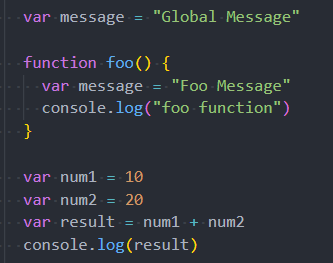 var message = "Global Message"
function foo() {
var message = "Foo Message"
console.log("foo function")
}
var num1 = 10
var num2 = 20
var result = num1 + num2
console.log(result)